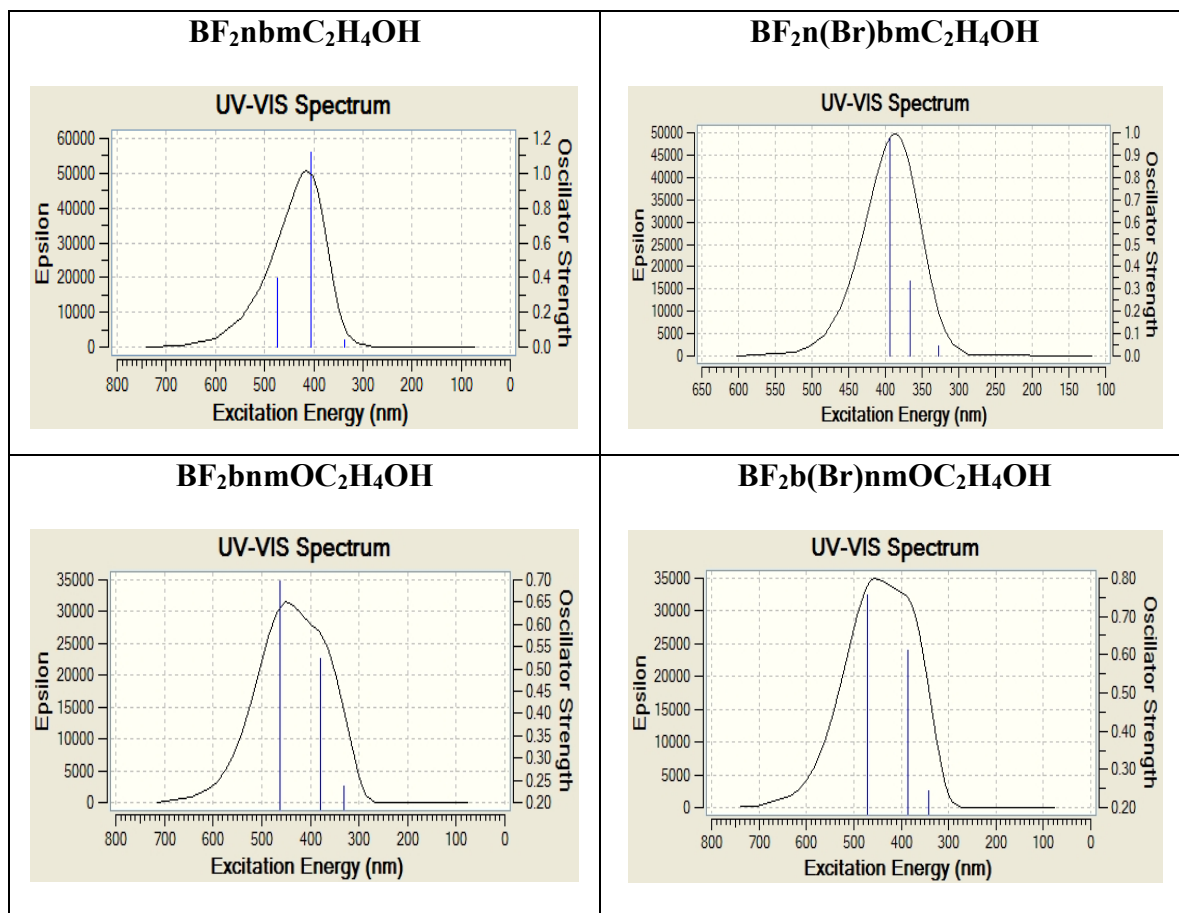 BF₂nbmC₂H₄OH
UV-VIS Spectrum
Epsilon
60000
50000
40000
30000
20000
10000
0
1.2
1.0
0.8
0.6
0.4
0.2
0.0
Oscillator Strength
800 700 600 500 400 300 200 100 0
Excitation Energy (nm)
BF₂n(Br)bmC₂H₄OH
UV-VIS Spectrum
Epsilon
50000
45000
40000
35000
30000
25000
20000
15000
10000
5000
0
1.0
0.9
0.8
0.7
0.6
0.5
0.4
0.3
0.2
0.1
0.0
Oscillator Strength
650 600 550 500 450 400 350 300 250 200 150 100
Excitation Energy (nm)
BF₂bnmOC₂H₄OH
UV-VIS Spectrum
Epsilon
35000
30000
25000
20000
15000
10000
5000
0
0.70
0.65
0.60
0.55
0.50
0.45
0.40
0.35
0.30
0.25
0.20
Oscillator Strength
800 700 600 500 400 300 200 100 0
Excitation Energy (nm)
BF₂b(Br)nmOC₂H₄OH
UV-VIS Spectrum
Epsilon
35000
30000
25000
20000
15000
10000
5000
0
0.80
0.70
0.60
0.50
0.40
0.30
0.20
Oscillator Strength
800 700 600 500 400 300 200 100 0
Excitation Energy (nm)